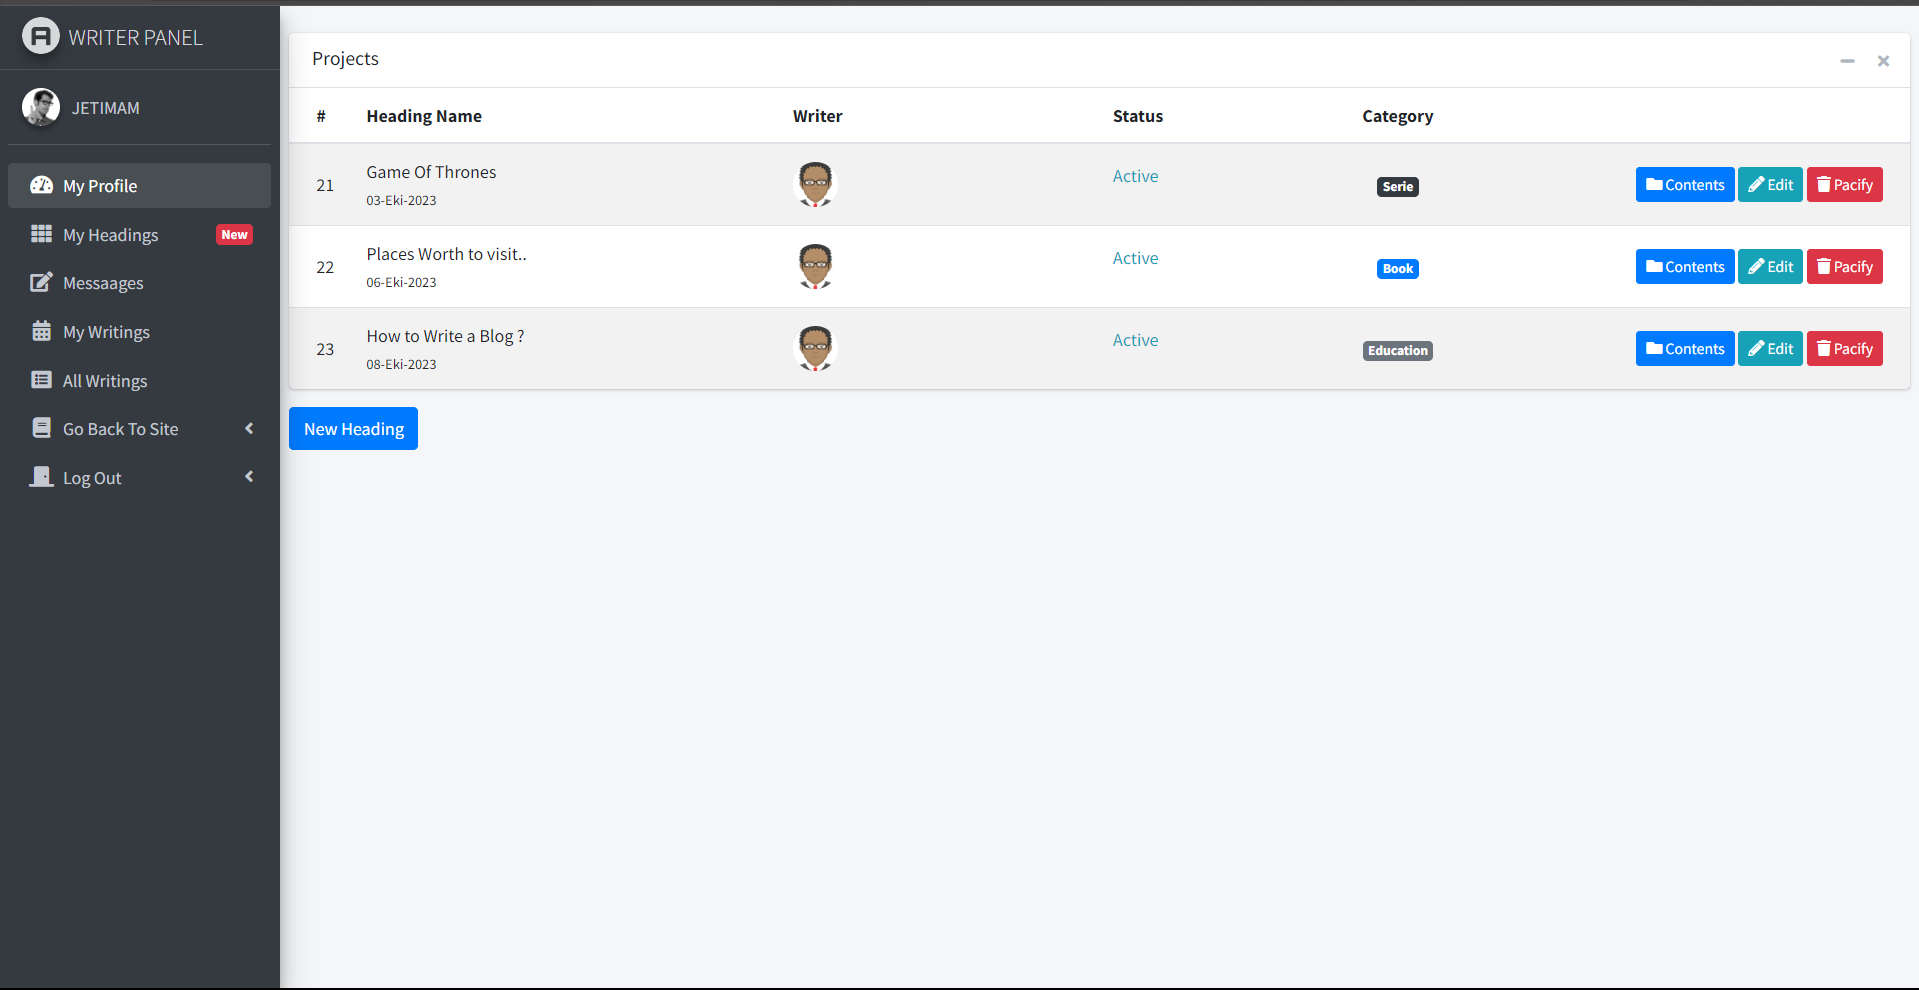 WRITER PANEL
JETIMAM
My Profile
My Headings New
Messaages
My Writings
All Writings
Go Back To Site
Log Out
Projects
# Heading Name Writer Status Category
21 Game Of Thrones Active Serie Contents Edit Pacify
03-Eki-2023
22 Places Worth to visit.. Active Book Contents Edit Pacify
06-Eki-2023
23 How to Write a Blog ? Active Education Contents Edit Pacify
08-Eki-2023
New Heading